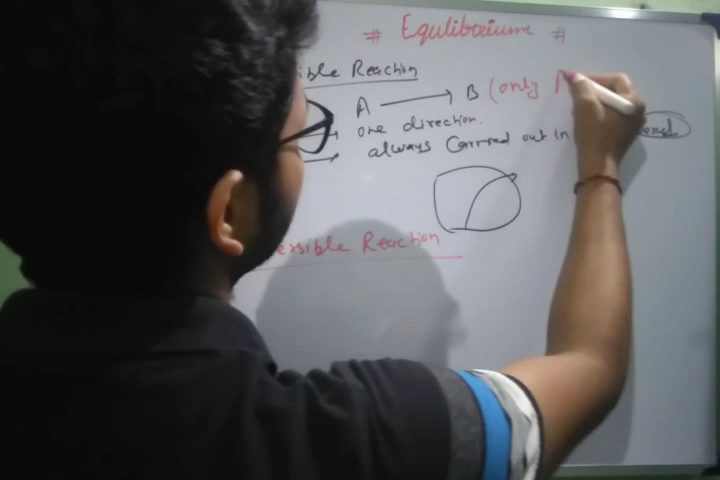 # Equlibrium #
ible Reaction
A → B (only
→ one direction.
→ always Carried out in
ersible Reaction